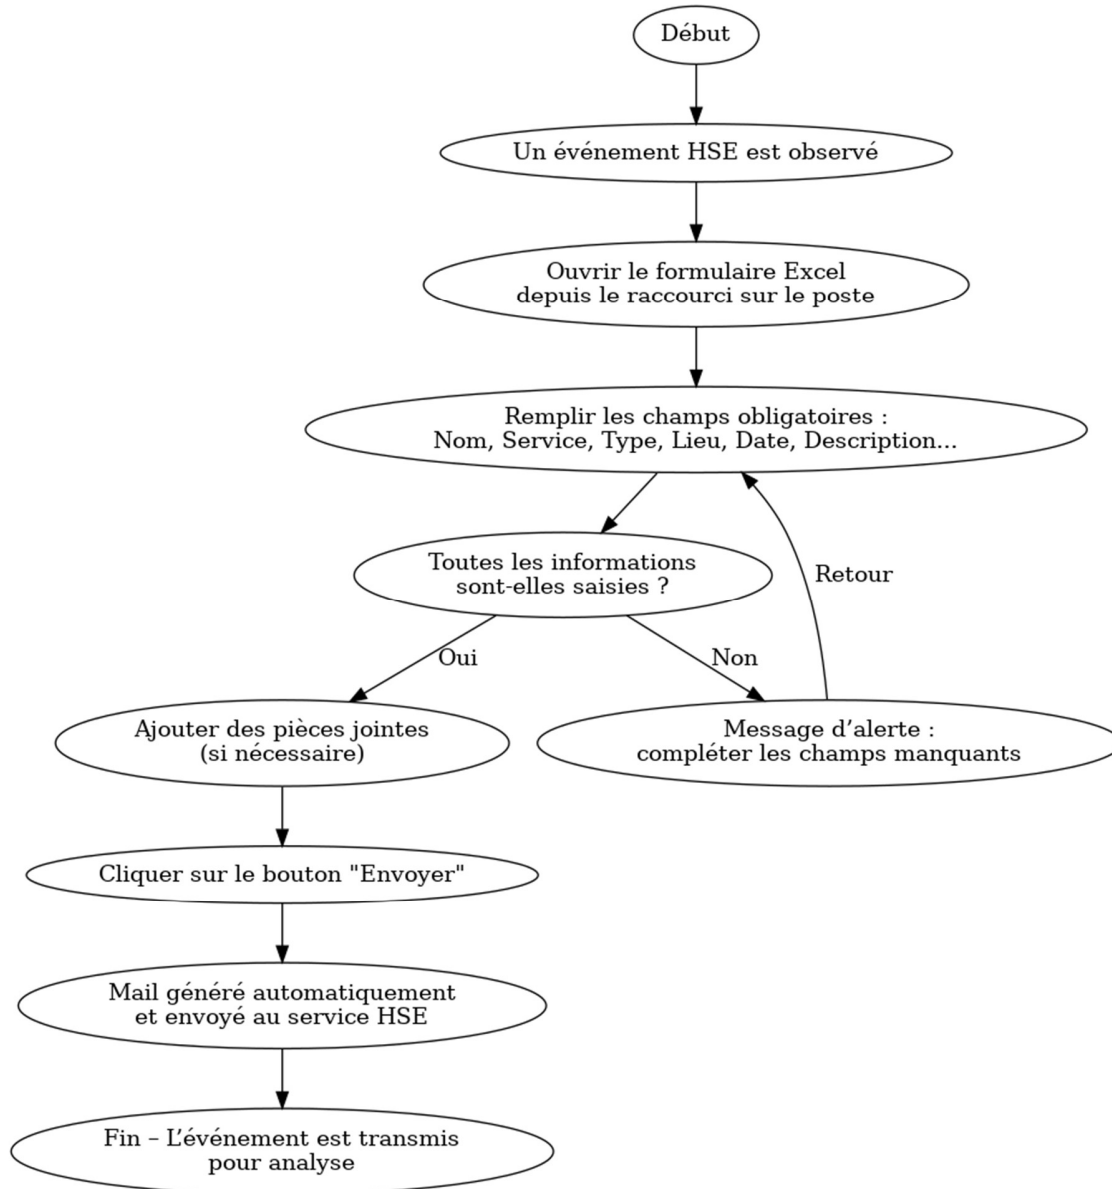 Début
Un événement HSE est observé
Ouvrir le formulaire Excel
depuis le raccourci sur le poste
Remplir les champs obligatoires :
Nom, Service, Type, Lieu, Date, Description...
Toutes les informations
sont-elles saisies ?
Retour
Oui
Non
Ajouter des pièces jointes
(si nécessaire)
Message d’alerte :
compléter les champs manquants
Cliquer sur le bouton "Envoyer"
Mail généré automatiquement
et envoyé au service HSE
Fin – L’événement est transmis
pour analyse